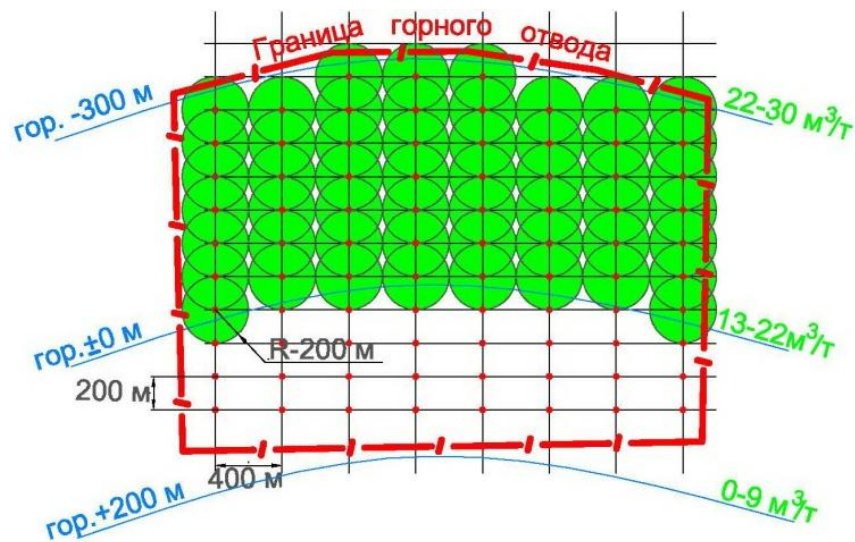 Граница горного отвода
гор. -300 м
22-30 м³/т
гор.±0 м
13-22м³/т
R-200 м
200 м
400 м
гор.+200 м
0-9 м³/т